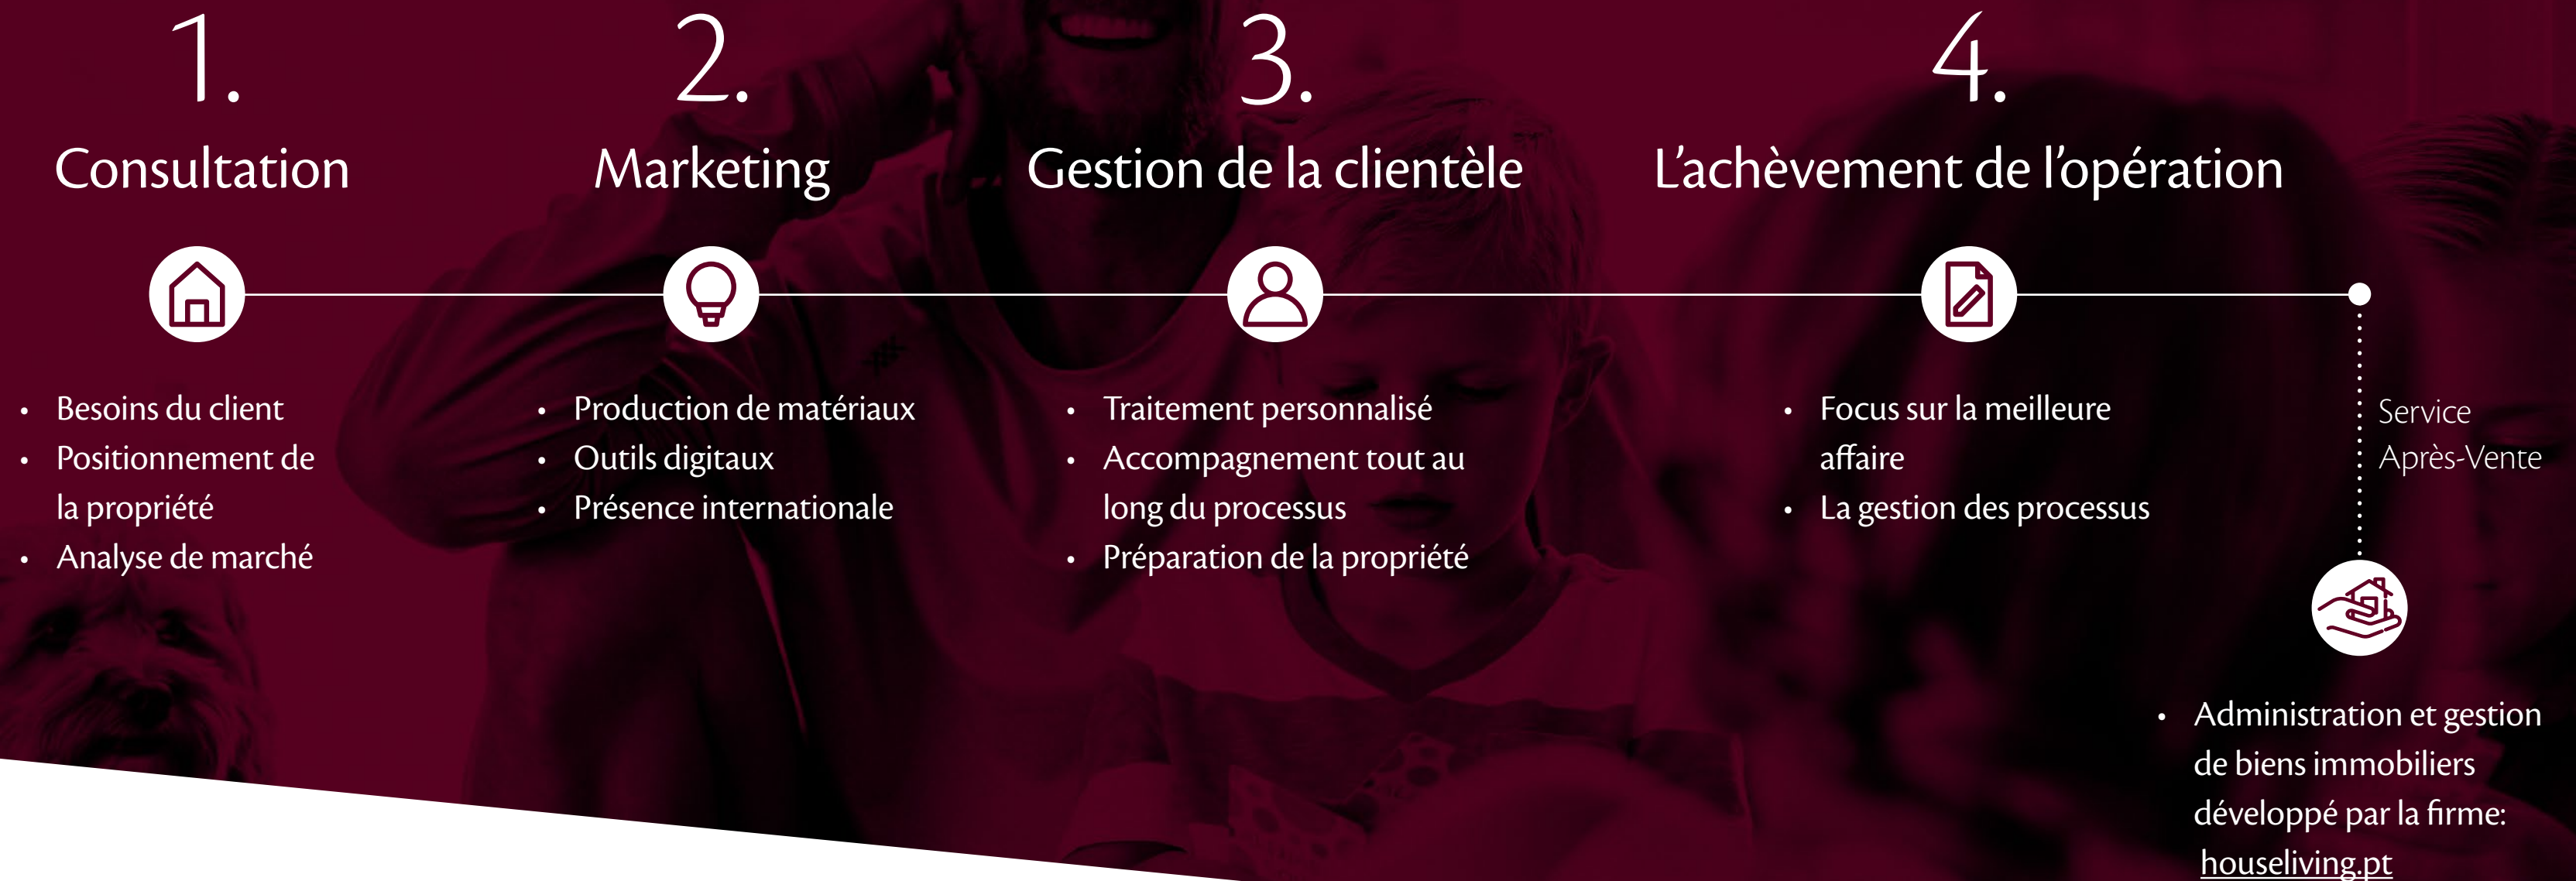 1.
Consultation
• Besoins du client
• Positionnement de
la propriété
• Analyse de marché
2.
Marketing
• Production de matériaux
• Outils digitaux
• Présence internationale
3.
Gestion de la clientèle
• Traitement personnalisé
• Accompagnement tout au
long du processus
• Préparation de la propriété
4.
L’achèvement de l’opération
• Focus sur la meilleure
affaire
• La gestion des processus
Service
Après-Vente
• Administration et gestion
de biens immobiliers
développé par la firme:
houseliving.pt